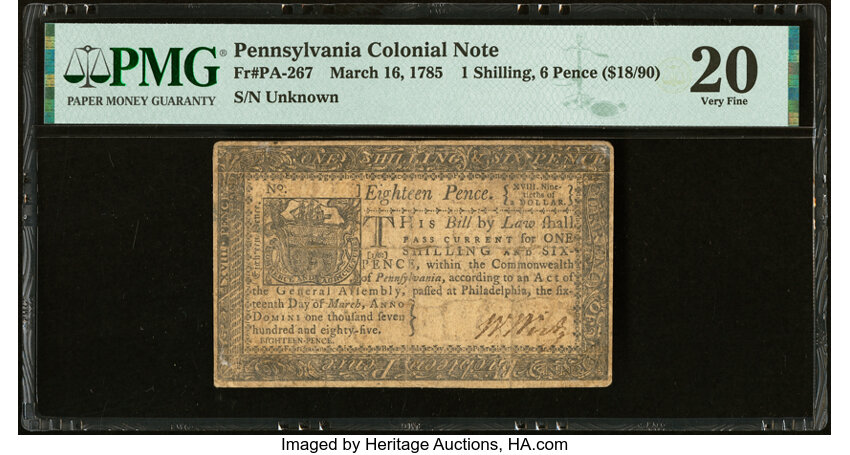 PMG
PAPER MONEY GUARANTY
Pennsylvania Colonial Note
Fr#PA-267 March 16, 1785 1 Shilling, 6 Pence ($18/90)
S/N Unknown
20
Very Fine
ONE SHILLING & SIX-PENCE
No.
Eighteen Pence.
XVIII. Nine-
tieths of
a DOLLAR.
THIS Bill by Law shall
PASS CURRENT for ONE
SHILLING AND SIX-
PENCE, within the Commonwealth
of Pennsylvania, according to an Act of
the General Assembly, passed at Philadelphia, the six-
teenth Day of March, ANNO
DOMINI one thousand seven
hundred and eighty-five.
EIGHTEEN-PENCE.
Eighteen Pence
Imaged by Heritage Auctions, HA.com